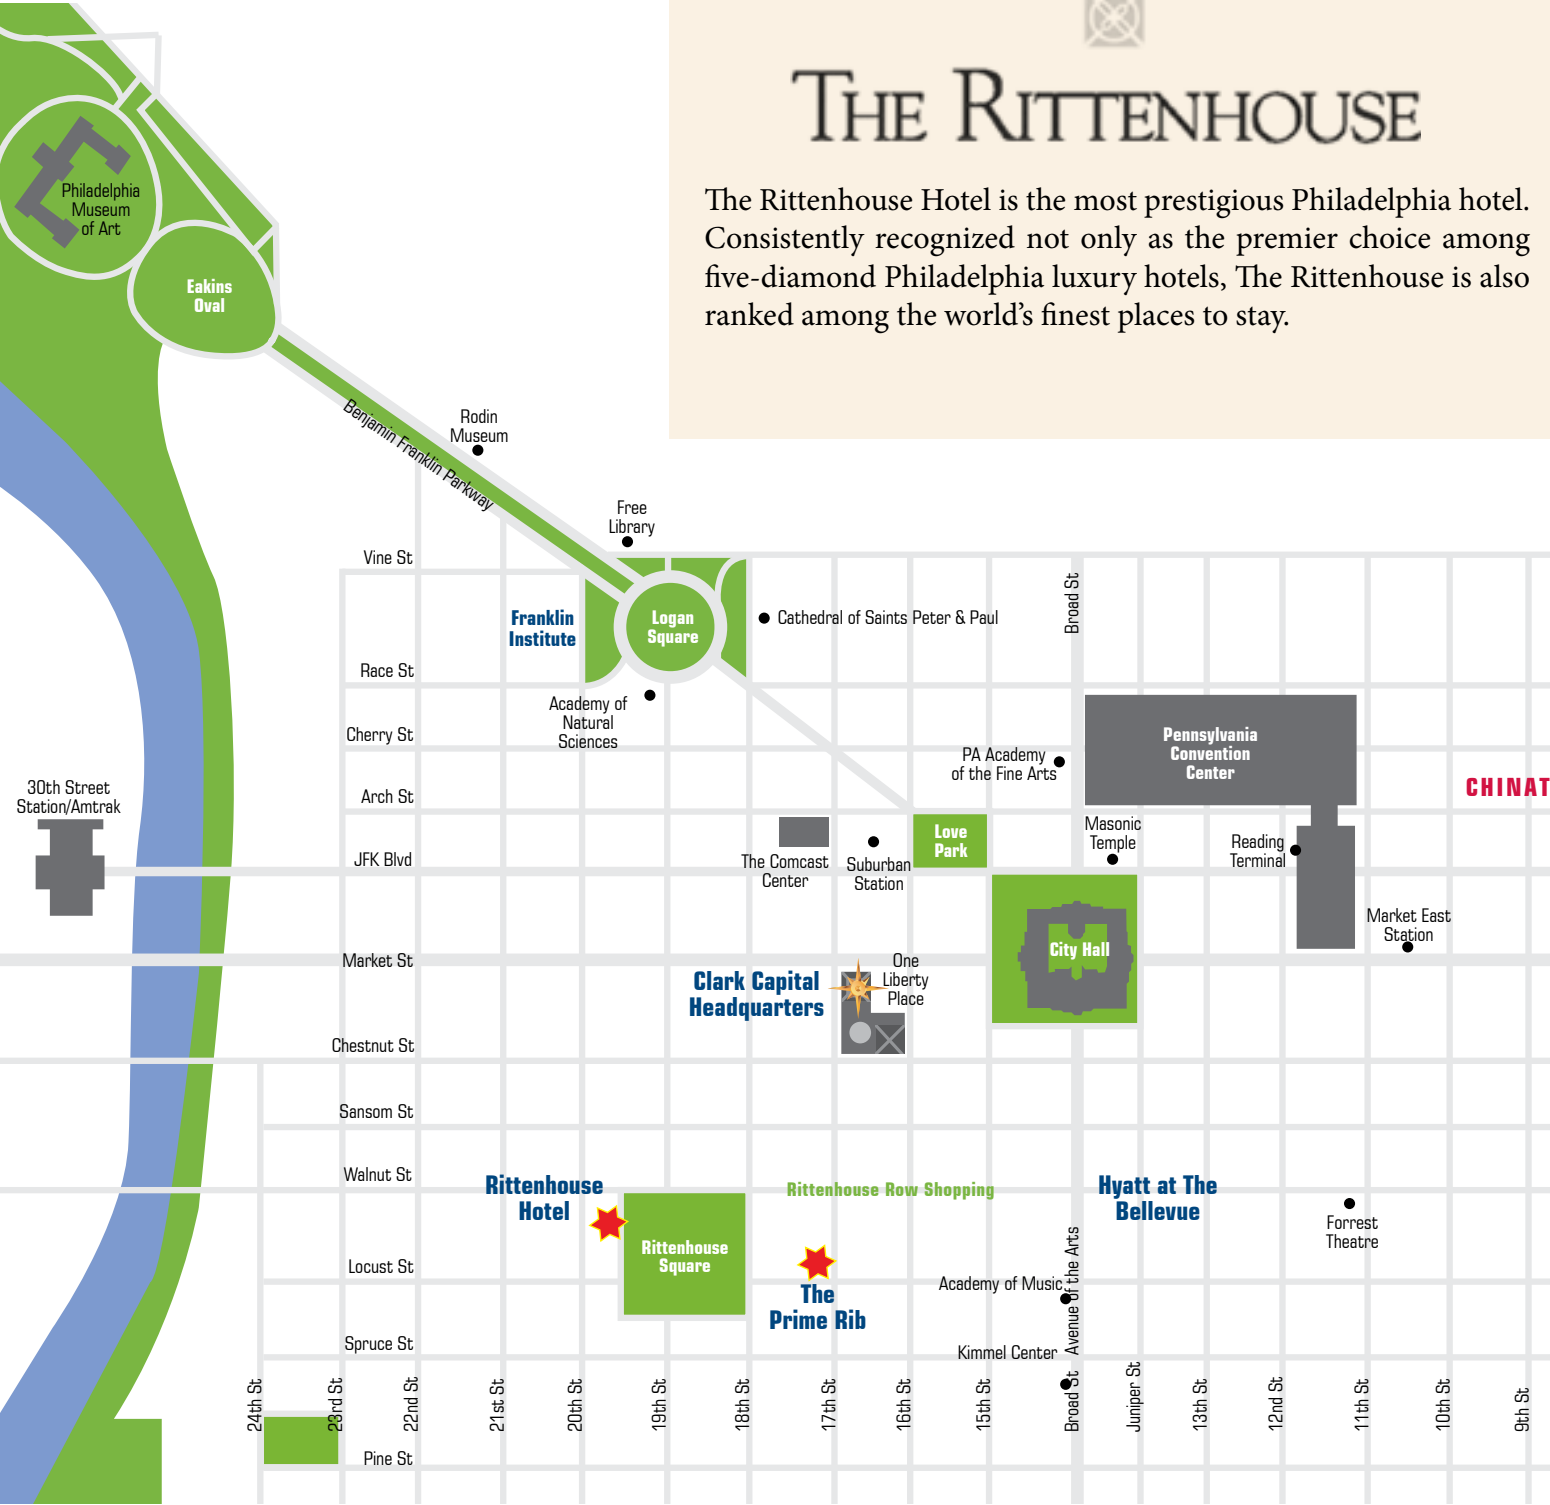 THE RITTENHOUSE
The Rittenhouse Hotel is the most prestigious Philadelphia hotel.
Consistently recognized not only as the premier choice among
five-diamond Philadelphia luxury hotels, The Rittenhouse is also
ranked among the world's finest places to stay.
Philadelphia
Museum
of Art
Eakins
Oval
Benjamin Franklin Parkway
Rodin
Museum
Free
Library
Vine St
Franklin
Institute
Logan
Square
Cathedral of Saints Peter & Paul
Broad St
Race St
Academy of
Natural
Sciences
Cherry St
PA Academy
of the Fine Arts
Pennsylvania
Convention
Center
CHINAT
30th Street
Station/Amtrak
Arch St
Love
Park
Masonic
Temple
Reading
Terminal
JFK Blvd
The Comcast
Center
Suburban
Station
Market East
Station
City Hall
Market St
One
Liberty
Place
Clark Capital
Headquarters
Chestnut St
Sansom St
Walnut St
Rittenhouse
Hotel
Rittenhouse Row Shopping
Hyatt at The
Bellevue
Forrest
Theatre
Rittenhouse
Square
Locust St
Avenue of the Arts
Academy of Music
The
Prime Rib
Spruce St
Kimmel Center
24th St
23rd St
22nd St
21st St
20th St
19th St
18th St
17th St
16th St
15th St
Broad St
Juniper St
13th St
12nd St
11th St
10th St
9th St
Pine St